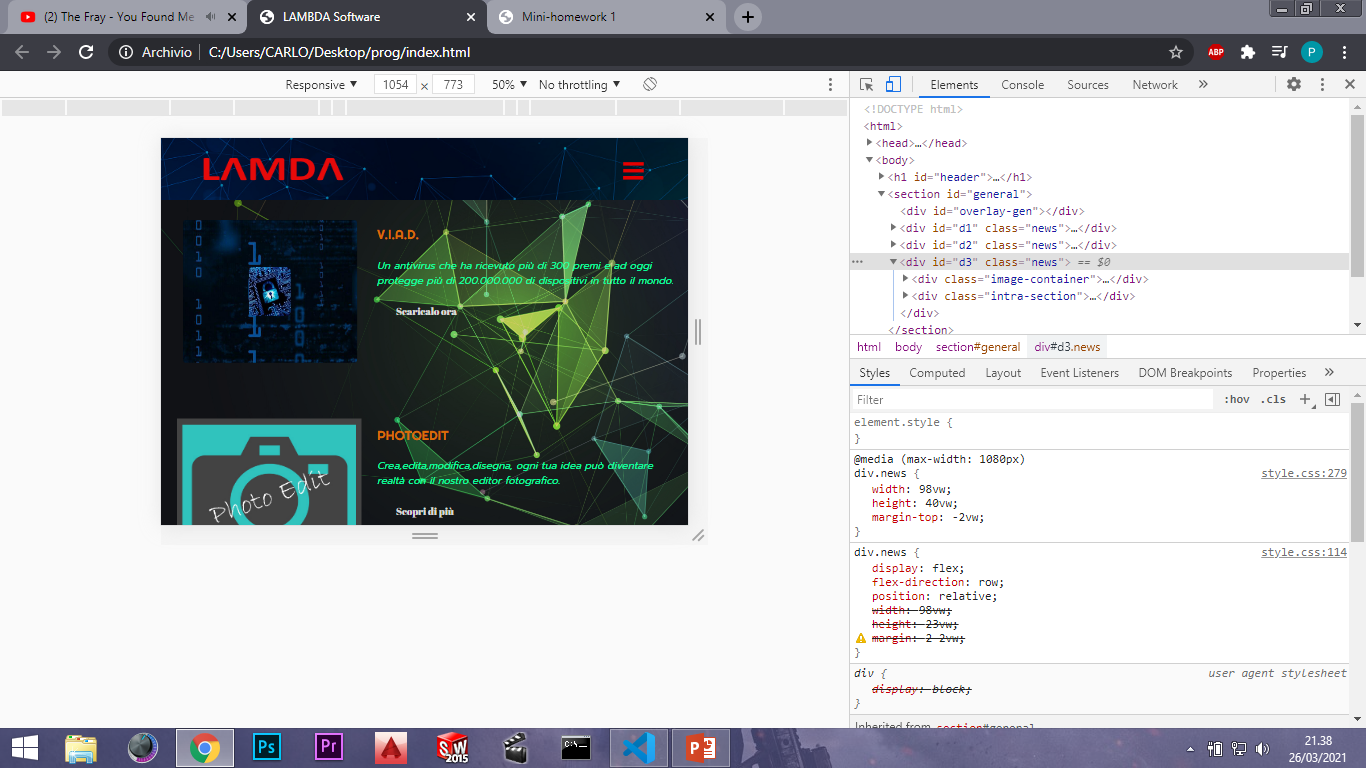 (2) The Fray - You Found Me
LAMBDA Software
Mini-homework 1
Archivio
C:/Users/CARLO/Desktop/prog/index.html
ABP
P
Responsive ▼ 1054 × 773 50% ▼ No throttling ▼
Elements Console Sources Network »
<!DOCTYPE html>
<html>
<head>…</head>
<body>
<h1 id="header">…</h1>
<section id="general">
<div id="overlay-gen"></div>
<div id="d1" class="news">…</div>
<div id="d2" class="news">…</div>
<div id="d3" class="news"> == $0
<div class="image-container">…</div>
<div class="intra-section">…</div>
</div>
</section>
html body section#general div#d3.news
Styles Computed Layout Event Listeners DOM Breakpoints Properties »
Filter :hov .cls +
element.style {
}
@media (max-width: 1080px)
div.news { style.css:279
width: 98vw;
height: 40vw;
margin-top: -2vw;
}
div.news { style.css:114
display: flex;
flex-direction: row;
position: relative;
width: 98vw;
height: 23vw;
margin: 2 2vw;
}
div { user agent stylesheet
display: block;
}
Inherited from section#general
LAMDA
V.I.A.D.
Un antivirus che ha ricevuto più di 300 premi e ad oggi
protegge più di 200.000.000 di dispositivi in tutto il mondo.
Scaricalo ora
PHOTOEDIT
Crea,edita,modifica,disegna, ogni tua idea può diventare
realtà con il nostro editor fotografico.
Scopri di più
Photo Edit
Ps
Pr
A
SW
2015
C:\_
P
21.38
26/03/2021